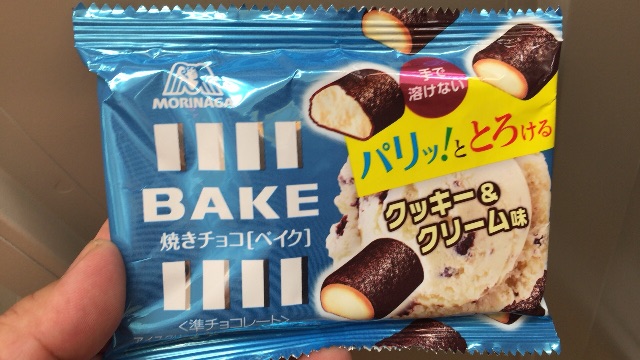 MORINAGA
手で
溶けない
パリッ!ととろける
BAKE
焼きチョコ[ベイク]
クッキー&
クリーム味
<準チョコレート>